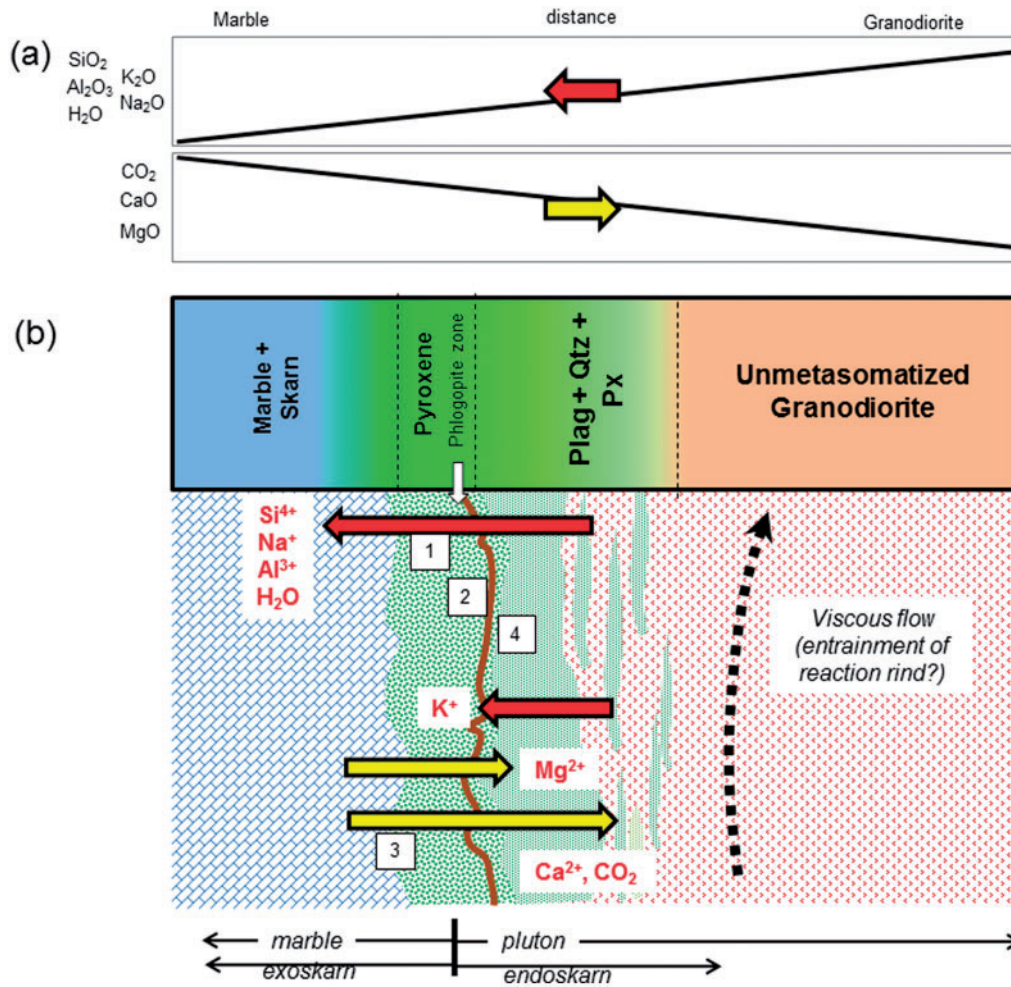 Marble
distance
Granodiorite
(a)
SiO₂
K₂O
Al₂O₃
Na₂O
H₂O
CO₂
CaO
MgO
(b)
Marble +
Skarn
Pyroxene
Phlogopite zone
Plag + Qtz +
Px
Unmetasomatized
Granodiorite
Si⁴⁺
Na⁺
Al³⁺
H₂O
1
2
4
K⁺
Viscous flow
(entrainment of
reaction rind?)
Mg²⁺
3
Ca²⁺, CO₂
marble
pluton
exoskarn
endoskarn